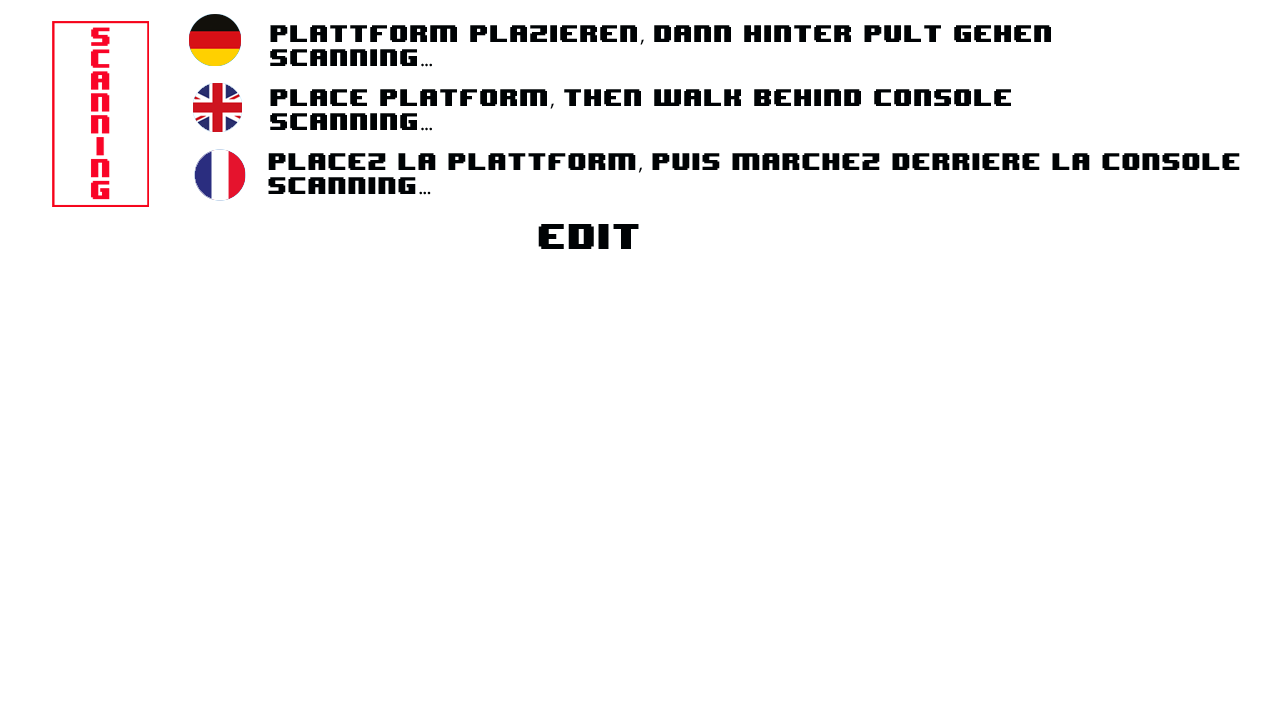 SCANNING
PLATTFORM PLAZIEREN, DANN HINTER PULT GEHEN
SCANNING...
PLACE PLATFORM, THEN WALK BEHIND CONSOLE
SCANNING...
PLACEZ LA PLATTFORM, PUIS MARCHEZ DERRIERE LA CONSOLE
SCANNING...
EDIT